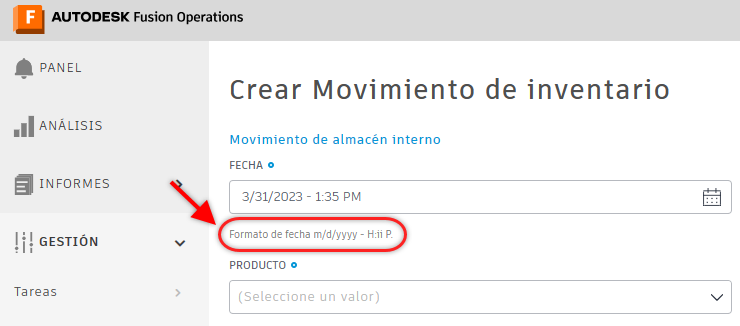 F AUTODESK Fusion Operations
PANEL
ANÁLISIS
INFORMES
GESTIÓN
Tareas
Crear Movimiento de inventario
Movimiento de almacén interno
FECHA
3/31/2023 - 1:35 PM
Formato de fecha m/d/yyyy - H:ii P.
PRODUCTO
(Seleccione un valor)